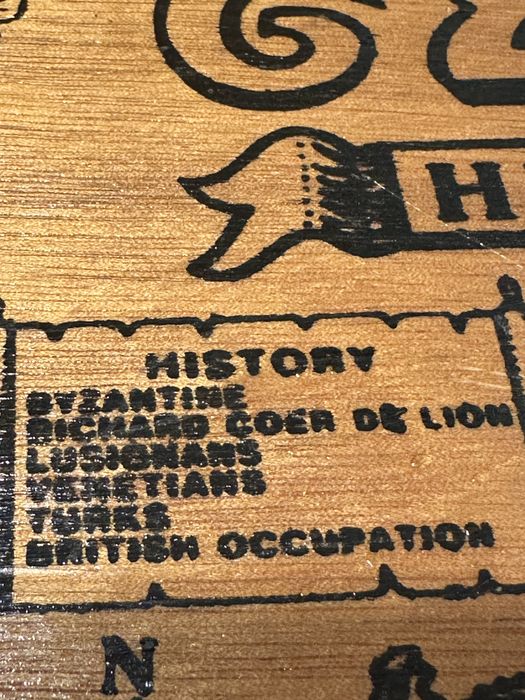 H
HISTORY
BYZANTINE
RICHARD COER DE LION
LUSIGNANS
VENETIANS
TURKS
BRITISH OCCUPATION
N